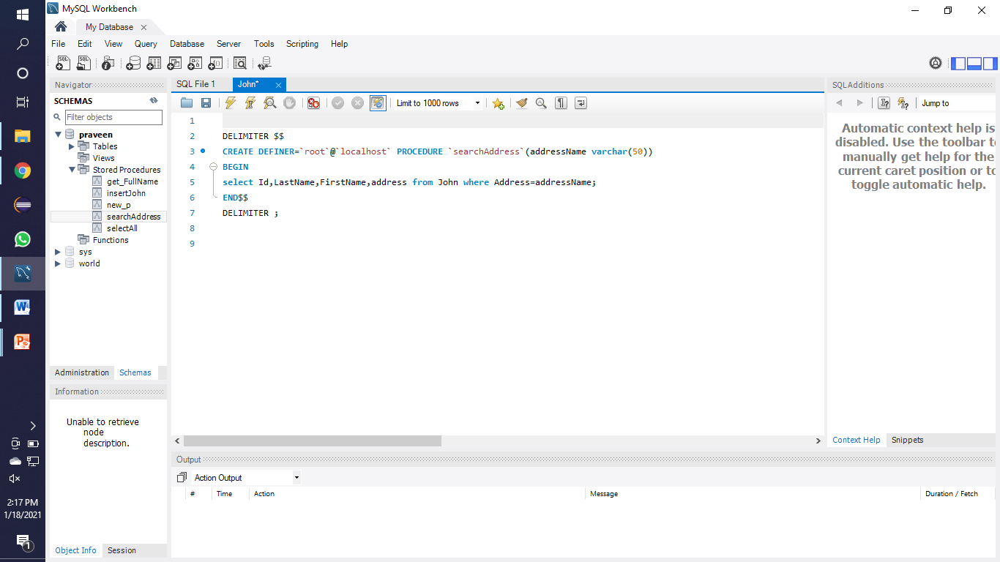 MySQL Workbench
My Database
File Edit View Query Database Server Tools Scripting Help
Navigator
SCHEMAS
Filter objects
praveen
Tables
Views
Stored Procedures
get_FullName
insertJohn
new_p
searchAddress
selectAll
Functions
sys
world
Administration Schemas
Information
Unable to retrieve
node
description.
Object Info Session
SQL File 1 John*
Limit to 1000 rows
1
2 DELIMITER $$
3 CREATE DEFINER=`root`@`localhost` PROCEDURE `searchAddress`(addressName varchar(50))
4 BEGIN
5 select Id,LastName,FirstName,address from John where Address=addressName;
6 END$$
7 DELIMITER ;
8
9
Output
Action Output
# Time Action Message Duration / Fetch
SQLAdditions
Jump to
Automatic context help is
disabled. Use the toolbar to
manually get help for the
current caret position or to
toggle automatic help.
Context Help Snippets
2:17 PM
1/18/2021
1